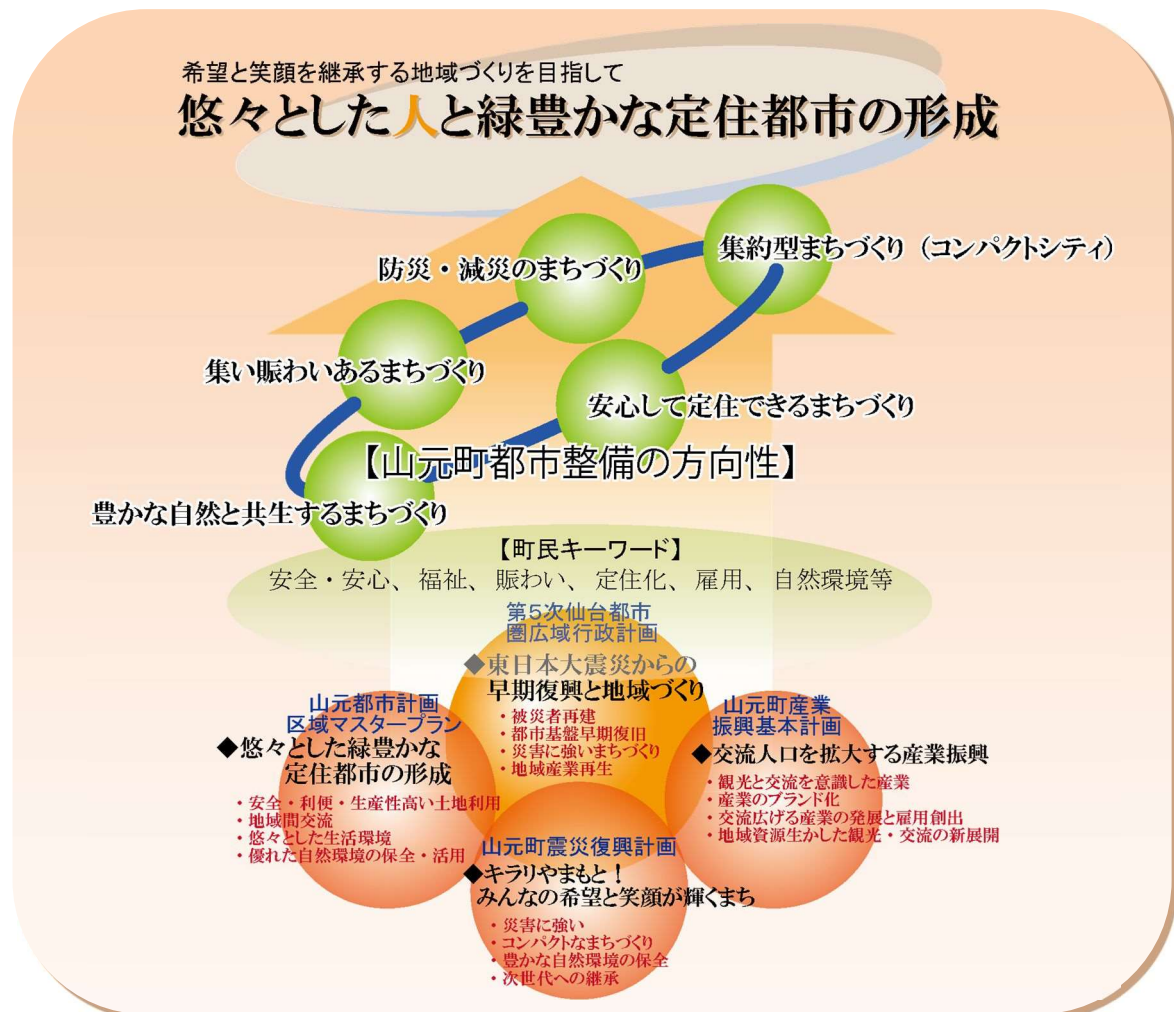 希望と笑顔を継承する地域づくりを目指して
悠々とした人と緑豊かな定住都市の形成
集約型まちづくり（コンパクトシティ）
防災・減災のまちづくり
集い賑わいあるまちづくり
安心して定住できるまちづくり
【山元町都市整備の方向性】
豊かな自然と共生するまちづくり
【町民キーワード】
安全・安心、福祉、賑わい、定住化、雇用、自然環境等
第5次仙台都市
圏広域行政計画
◆東日本大震災からの
早期復興と地域づくり
・被災者再建
・都市基盤早期復旧
・災害に強いまちづくり
・地域産業再生
山元都市計画
区域マスタープラン
◆悠々とした緑豊かな
定住都市の形成
・安全・利便・生産性高い土地利用
・地域間交流
・悠々とした生活環境
・優れた自然環境の保全・活用
山元町産業
振興基本計画
◆交流人口を拡大する産業振興
・観光と交流を意識した産業
・産業のブランド化
・交流広げる産業の発展と雇用創出
・地域資源生かした観光・交流の新展開
山元町震災復興計画
◆キラリやまもと！
みんなの希望と笑顔が輝くまち
・災害に強い
・コンパクトなまちづくり
・豊かな自然環境の保全
・次世代への継承